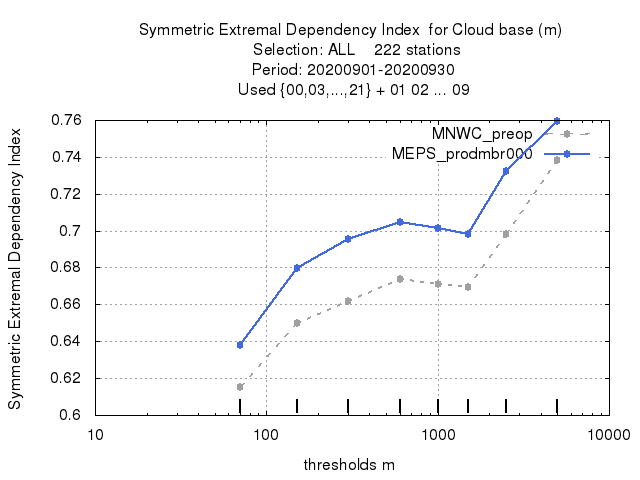 Symmetric Extremal Dependency Index  for Cloud base (m)
Selection: ALL    222 stations
Period: 20200901-20200930
Used {00,03,...,21} + 01 02 ... 09
Symmetric Extremal Dependency Index
0.76
0.74
0.72
0.7
0.68
0.66
0.64
0.62
0.6
MNWC_preop
MEPS_prodmbr000
10
100
1000
10000
thresholds m